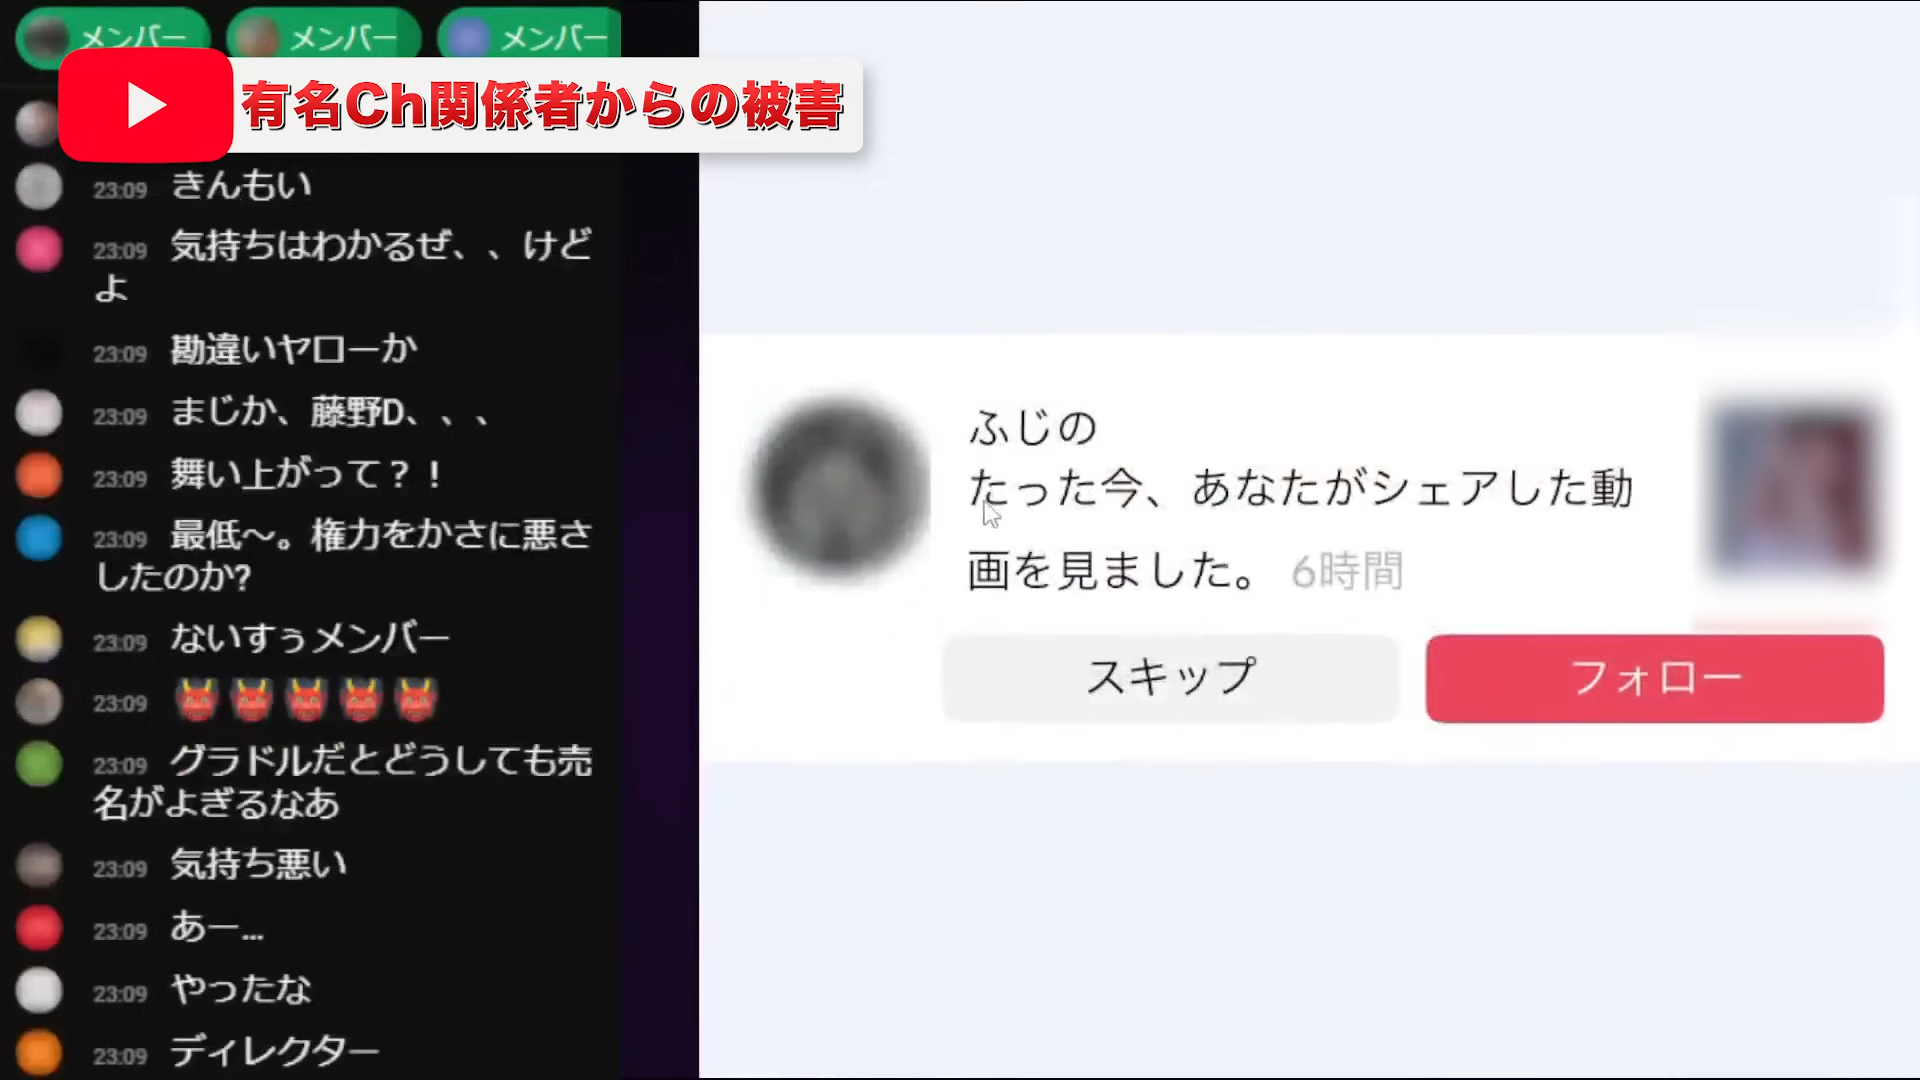 メンバー
メンバー
メンバー
有名Ch関係者からの被害
23:09 きんもい
23:09 気持ちはわかるぜ、、けど
よ
23:09 勘違いヤローか
23:09 まじか、藤野D、、、
23:09 舞い上がって？！
23:09 最低〜。権力をかさに悪さ
したのか?
23:09 ないすぅメンバー
23:09 👹👹👹👹👹
23:09 グラドルだとどうしても売
名がよぎるなあ
23:09 気持ち悪い
23:09 あー...
23:09 やったな
23:09 ディレクター
ふじの
たった今、あなたがシェアした動
画を見ました。 6時間
スキップ
フォロー